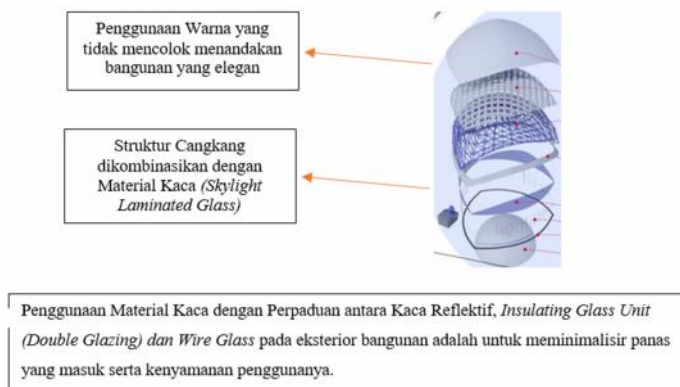 Penggunaan Warna yang
tidak mencolok menandakan
bangunan yang elegan
Struktur Cangkang
dikombinasikan dengan
Material Kaca (Skylight
Laminated Glass)
Penggunaan Material Kaca dengan Perpaduan antara Kaca Reflektif, Insulating Glass Unit
(Double Glazing) dan Wire Glass pada eksterior bangunan adalah untuk meminimalisir panas
yang masuk serta kenyamanan penggunanya.